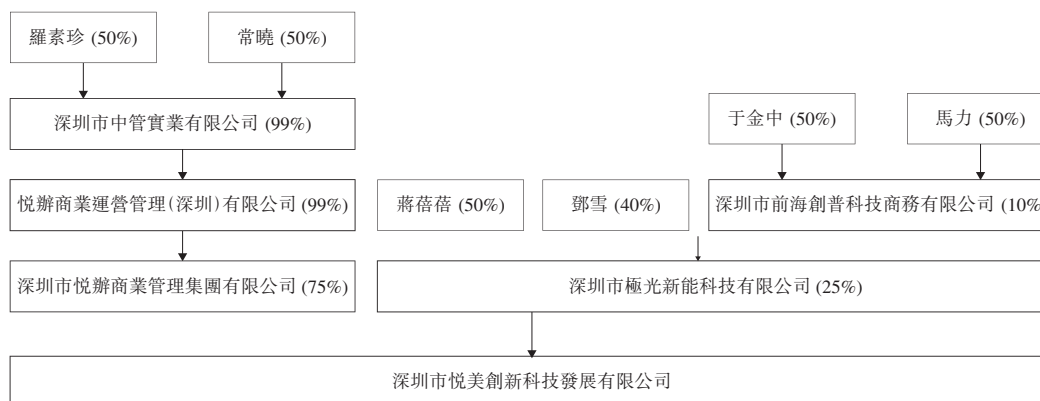 羅素珍 (50%)
常曉 (50%)
深圳市中管實業有限公司 (99%)
于金中 (50%)
馬力 (50%)
悦辦商業運營管理(深圳)有限公司 (99%)
蔣蓓蓓 (50%)
鄧雪 (40%)
深圳市前海創普科技商務有限公司 (10%
深圳市悦辦商業管理集團有限公司 (75%)
深圳市極光新能科技有限公司 (25%)
深圳市悦美創新科技發展有限公司